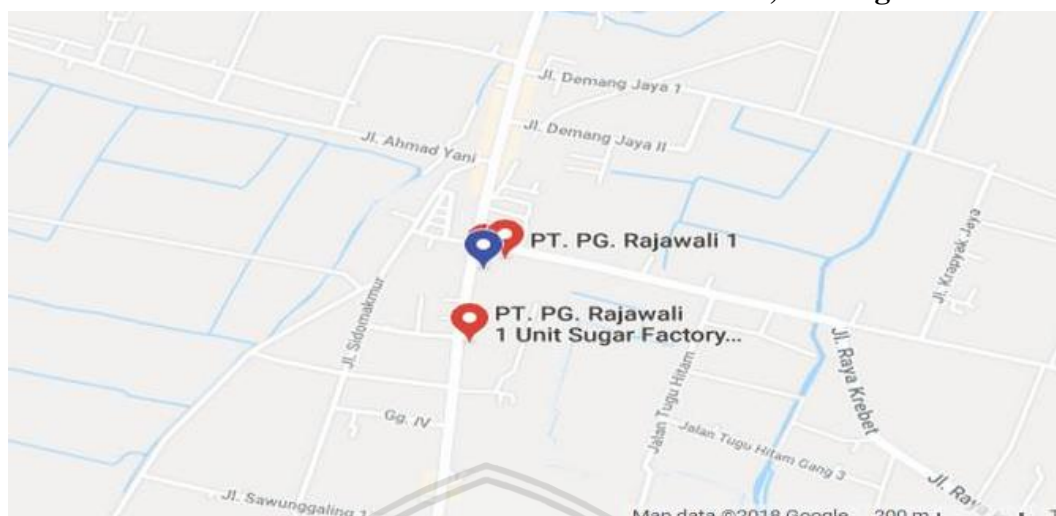 Jl. Demang Jaya 1
Jl. Demang Jaya II
Jl. Ahmad Yani
PT. PG. Rajawali 1
Jl. Krapyak Jaya
Jl. Sidomakmur
PT. PG. Rajawali
1 Unit Sugar Factory...
Jl. Raya Krebet
Jalan Tugu Hitam
Gg. IV
Jalan Tugu Hitam Gang 3
Jl. Raya
Jl. Sawunggaling 1
Map data ©2018 Google
200 m